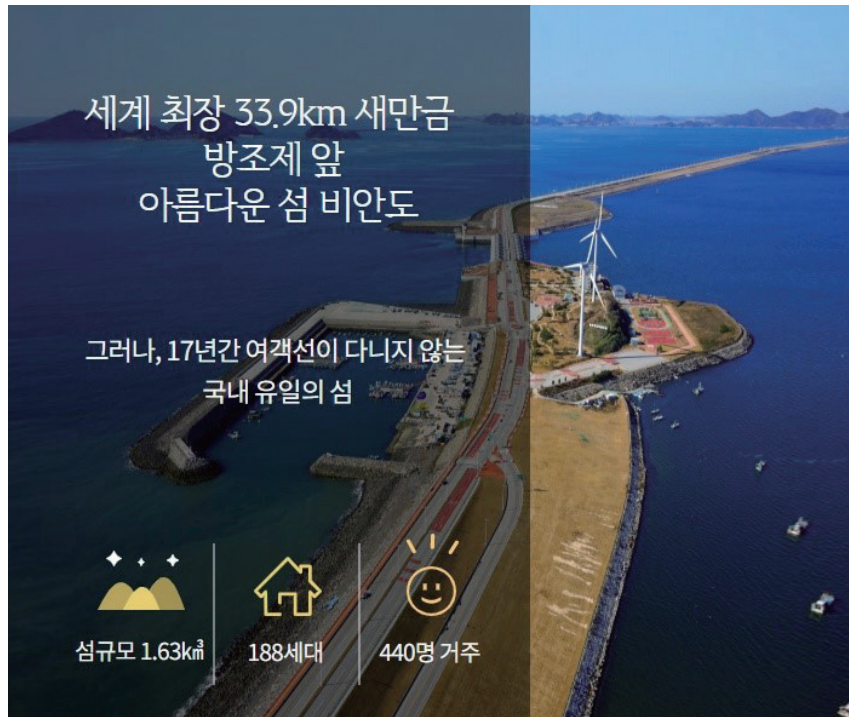 세계 최장 33.9km 새만금
방조제 앞
아름다운 섬 비안도
그러나, 17년간 여객선이 다니지 않는
국내 유일의 섬
섬규모 1.63k㎥
188세대
440명 거주